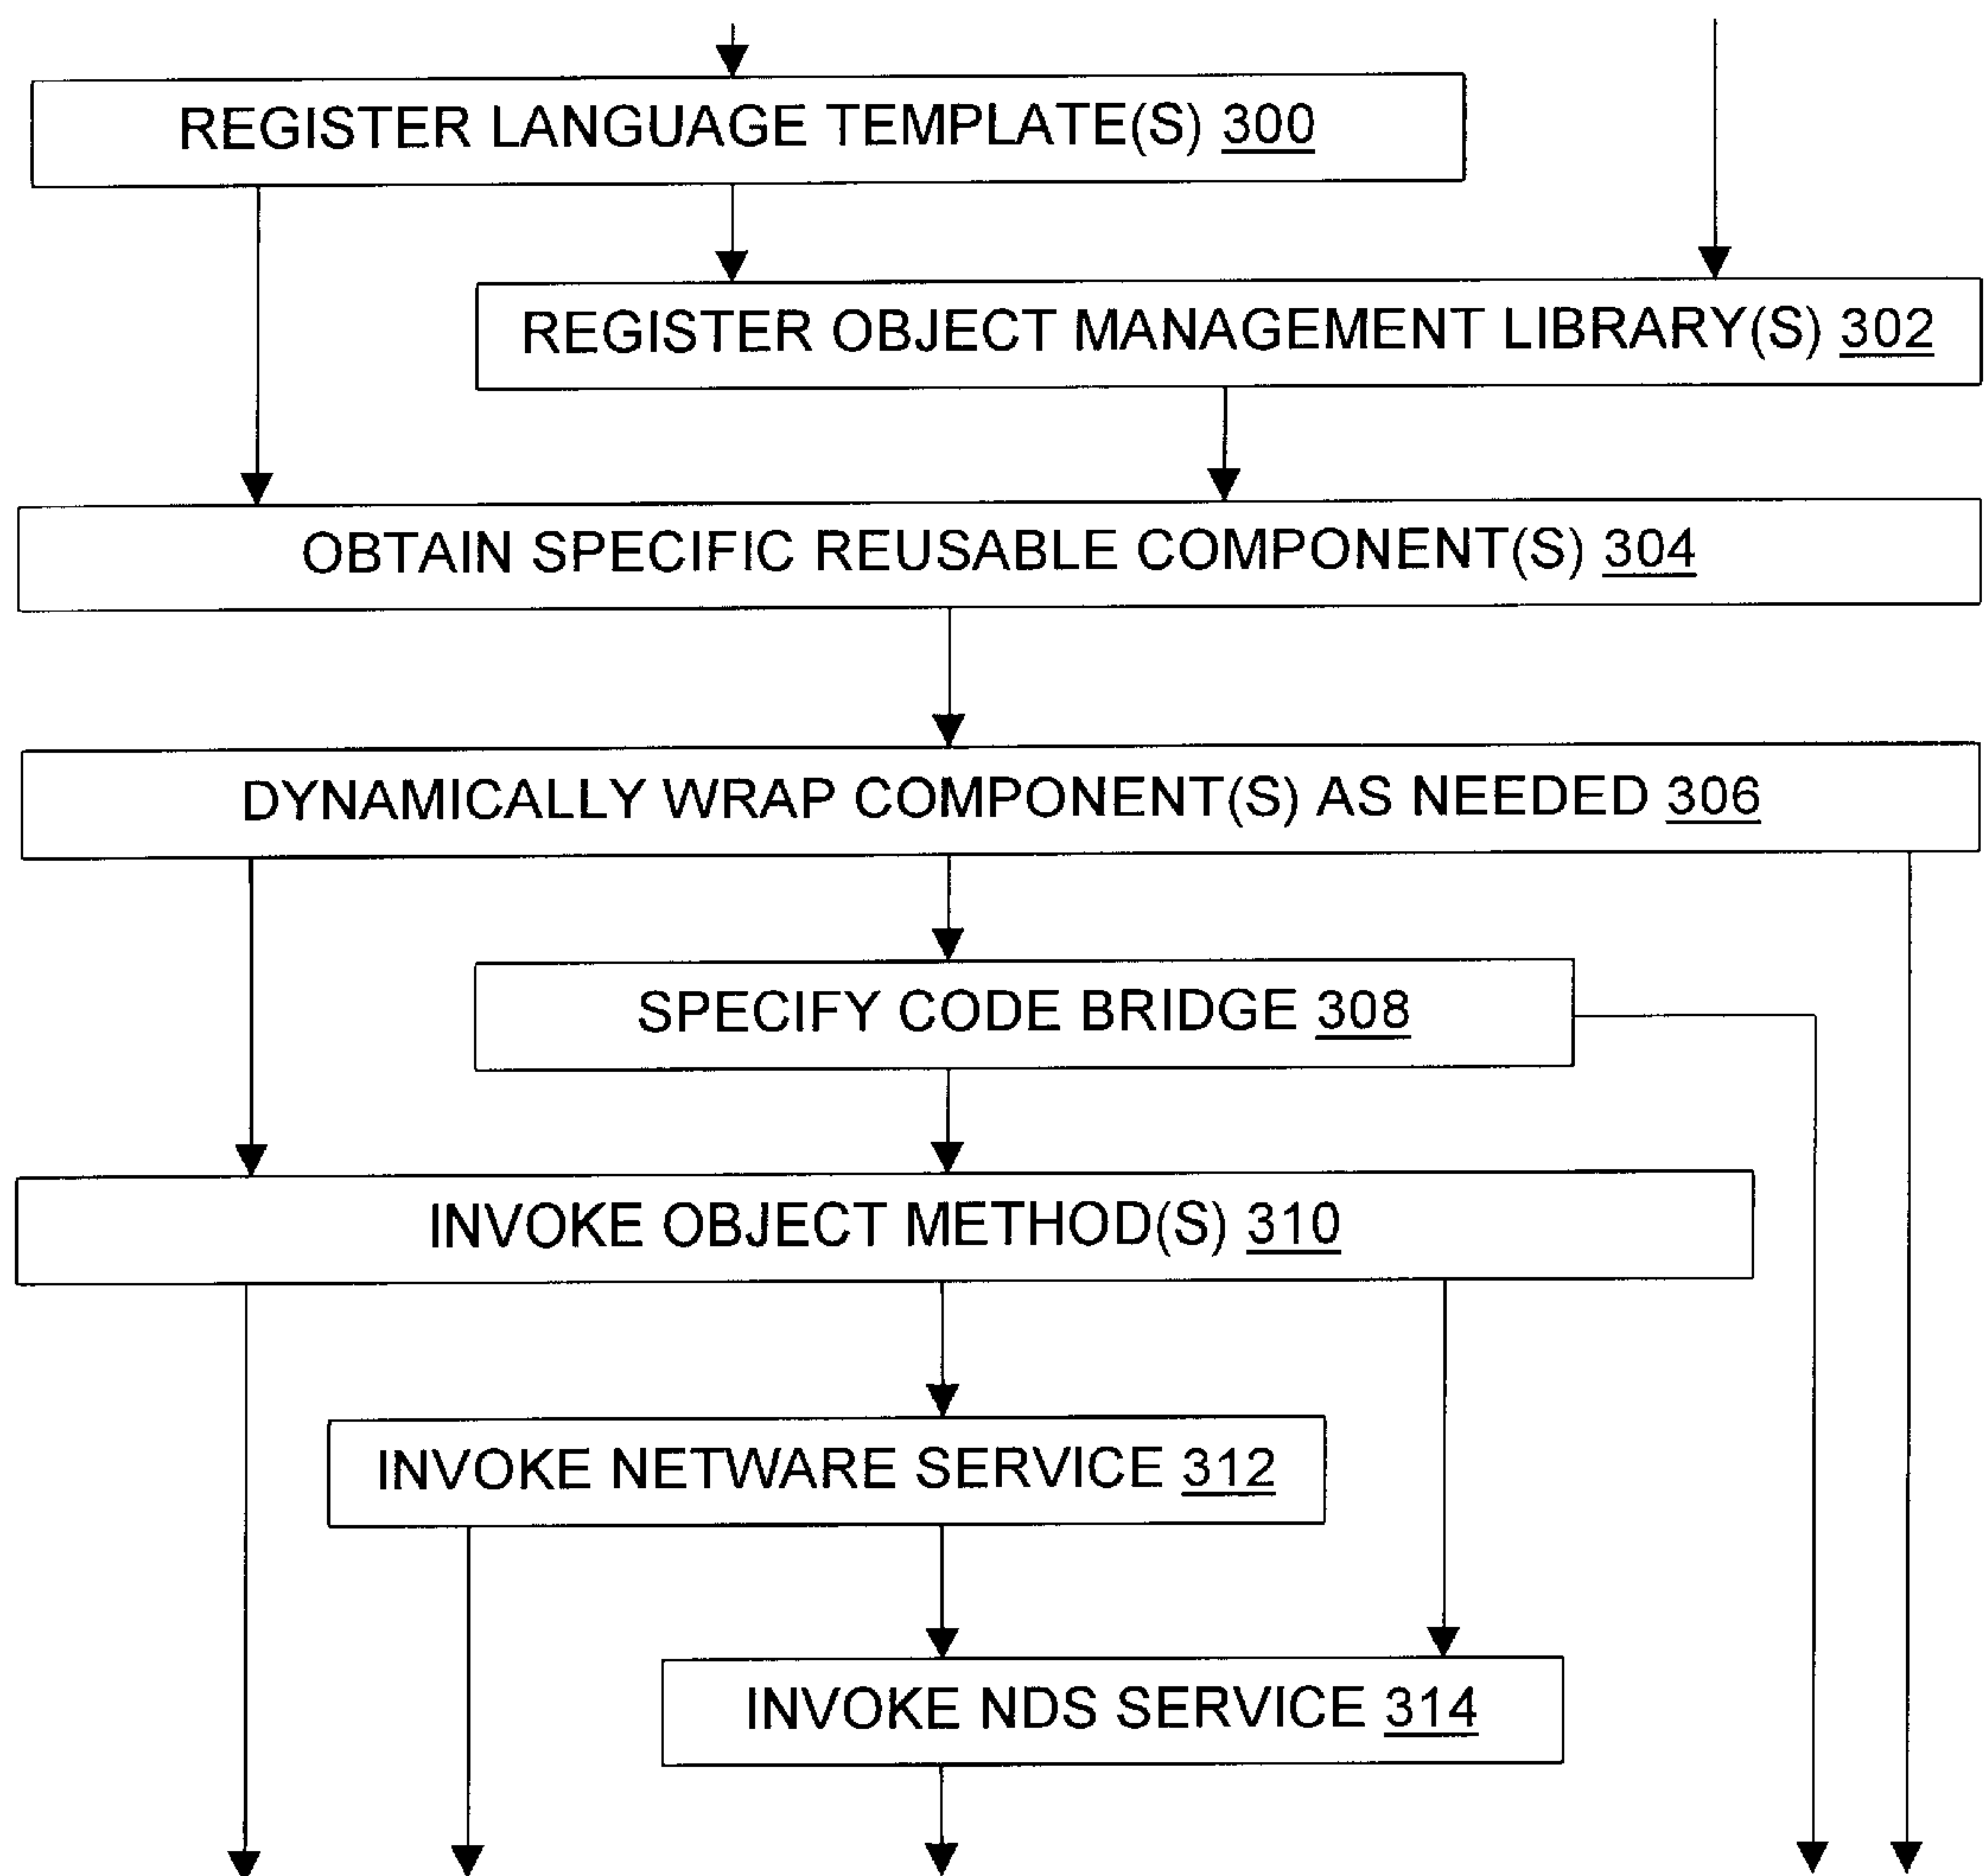 REGISTER LANGUAGE TEMPLATE(S) 300
REGISTER OBJECT MANAGEMENT LIBRARY(S) 302
OBTAIN SPECIFIC REUSABLE COMPONENT(S) 304
DYNAMICALLY WRAP COMPONENT(S) AS NEEDED 306
SPECIFY CODE BRIDGE 308
INVOKE OBJECT METHOD(S) 310
INVOKE NETWARE SERVICE 312
INVOKE NDS SERVICE 314